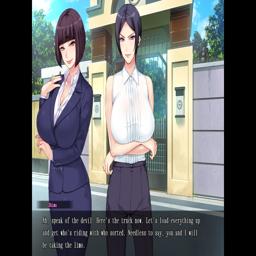 Ah, speak of the devil. Here's the truck now. Let's load everything up
and get who's riding with who sorted. Needless to say, you and I will
be taking the limo.